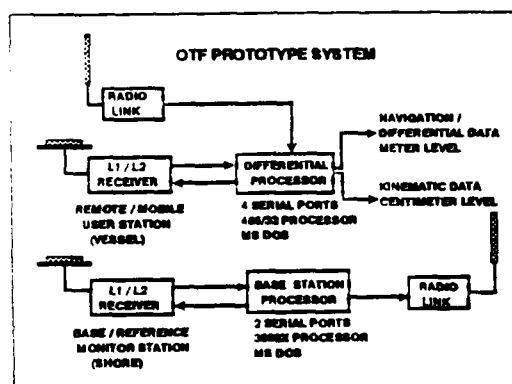 OTF PROTOTYPE SYSTEM
RADIO
LINK
NAVIGATION /
DIFFERENTIAL DATA
METER LEVEL
L1 / L2
RECEIVER
DIFFERENTIAL
PROCESSOR
KINEMATIC DATA
CENTIMETER LEVEL
REMOTE / MOBILE
USER STATION
(VESSEL)
4 SERIAL PORTS
486/33 PROCESSOR
MS DOS
L1 / L2
RECEIVER
BASE STATION
PROCESSOR
RADIO
LINK
BASE / REFERENCE
MONITOR STATION
(SHORE)
2 SERIAL PORTS
PROCESSOR
MS DOS